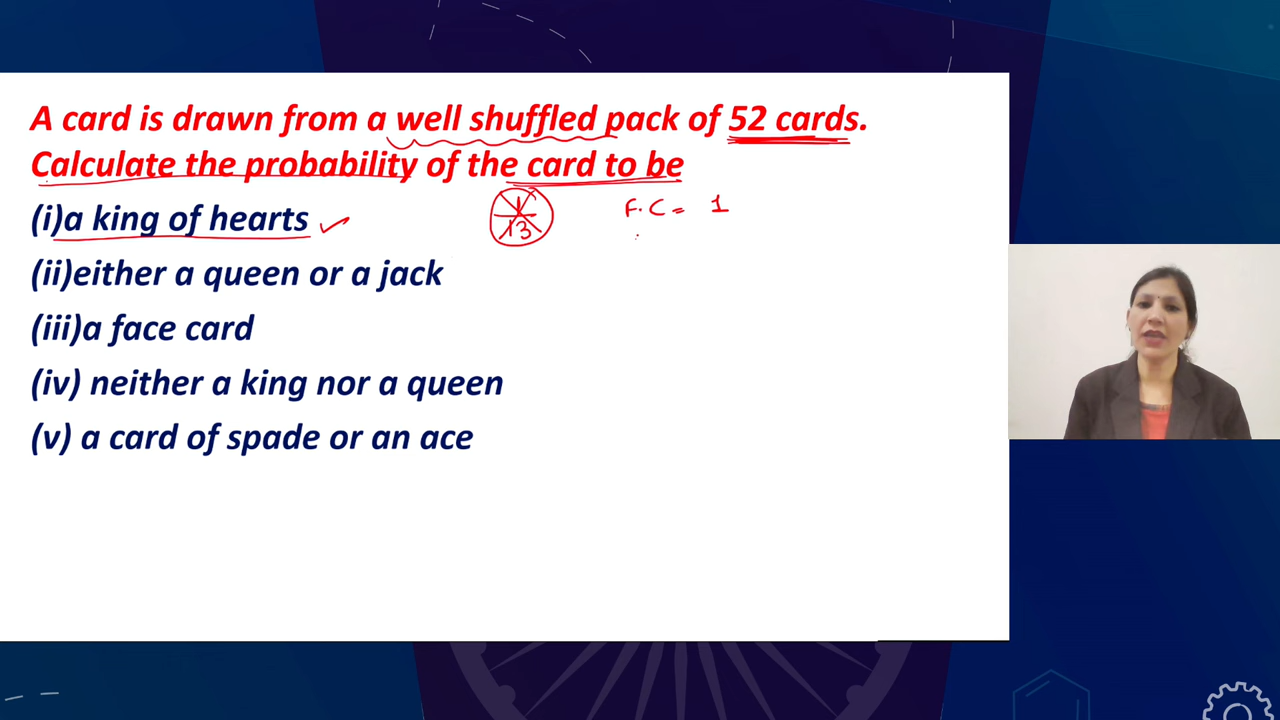 A card is drawn from a well shuffled pack of 52 cards.
Calculate the probability of the card to be
(i)a king of hearts
13
F.C = 1
(ii)either a queen or a jack
(iii)a face card
(iv) neither a king nor a queen
(v) a card of spade or an ace